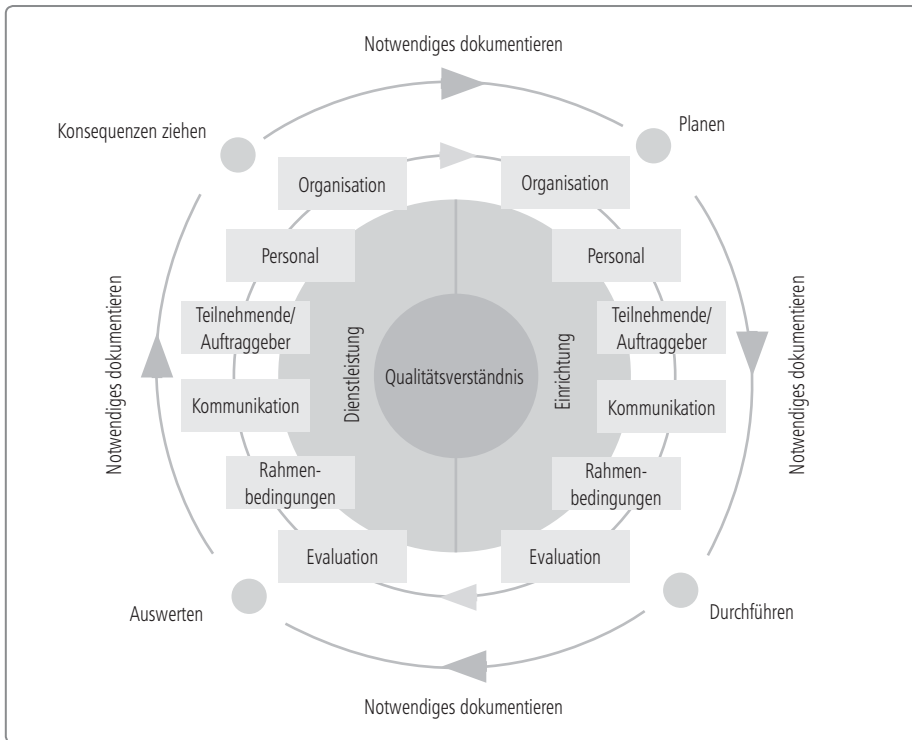 Notwendiges dokumentieren
Konsequenzen ziehen
Planen
Organisation
Organisation
Personal
Personal
Notwendiges dokumentieren
Teilnehmende/
Auftraggeber
Dienstleistung
Qualitätsverständnis
Einrichtung
Teilnehmende/
Auftraggeber
Notwendiges dokumentieren
Kommunikation
Kommunikation
Rahmen-
bedingungen
Rahmen-
bedingungen
Evaluation
Evaluation
Auswerten
Durchführen
Notwendiges dokumentieren